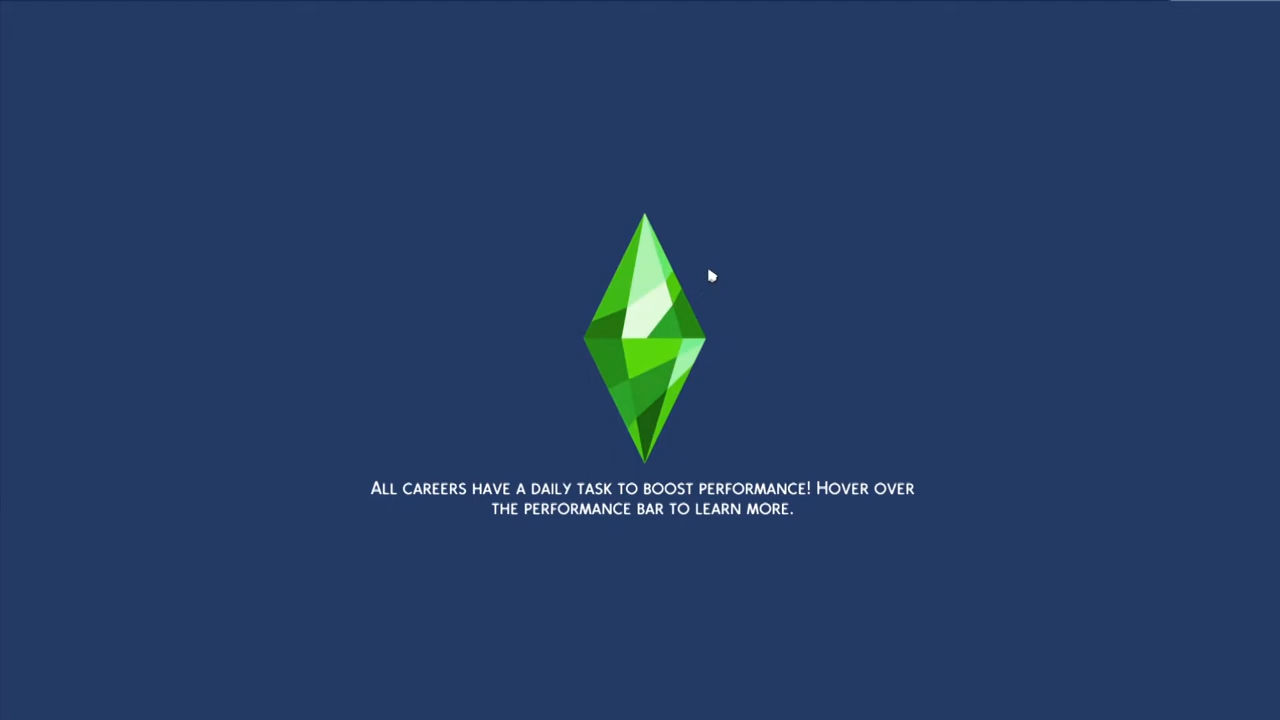 All careers have a daily task to boost performance! Hover over
the performance bar to learn more.